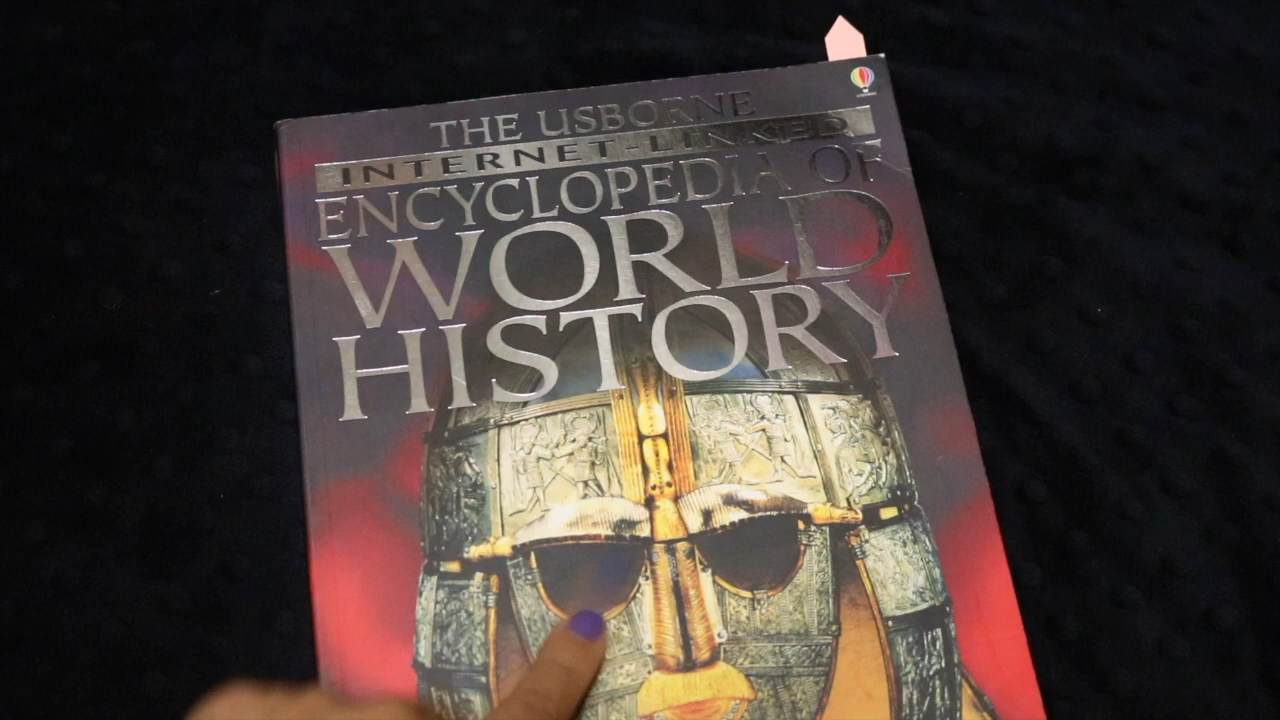 THE USBORNE
INTERNET-LINKED
ENCYCLOPEDIA OF
WORLD
HISTORY